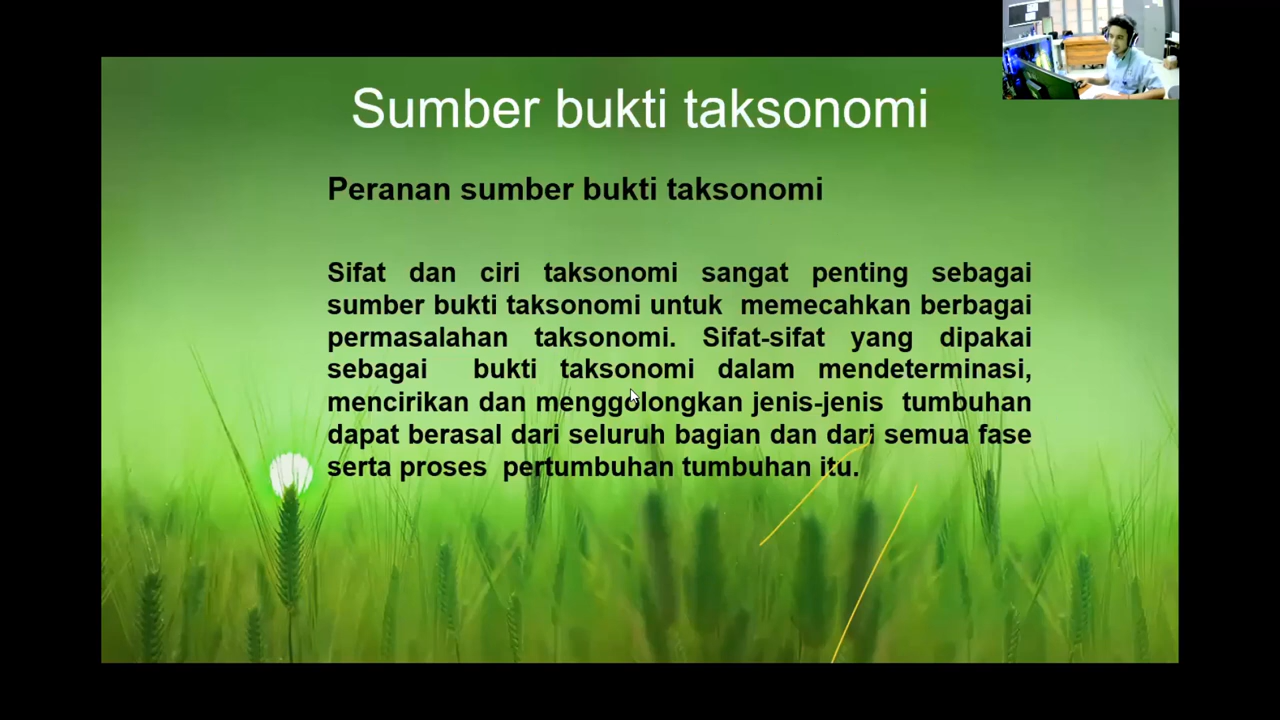 Sumber bukti taksonomi
Peranan sumber bukti taksonomi
Sifat dan ciri taksonomi sangat penting sebagai
sumber bukti taksonomi untuk memecahkan berbagai
permasalahan taksonomi. Sifat-sifat yang dipakai
sebagai bukti taksonomi dalam mendeterminasi,
mencirikan dan menggolongkan jenis-jenis tumbuhan
dapat berasal dari seluruh bagian dan dari semua fase
serta proses pertumbuhan tumbuhan itu.